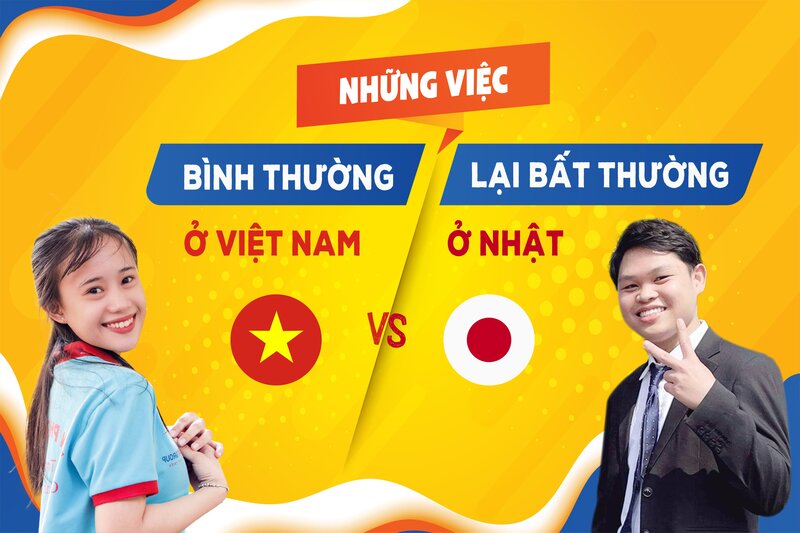 NHỮNG VIỆC
BÌNH THƯỜNG
LẠI BẤT THƯỜNG
Ở VIỆT NAM
Ở NHẬT
VS